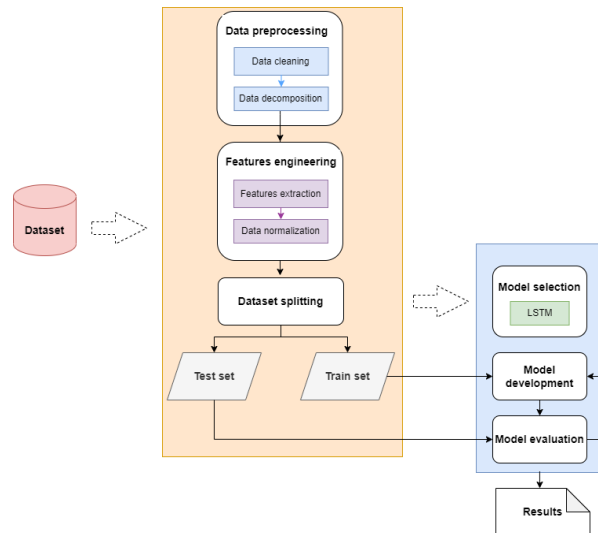 Data preprocessing
Data cleaning
Data decomposition
Features engineering
Features extraction
Data normalization
Dataset
Dataset splitting
Test set
Train set
Model selection
LSTM
Model
development
Model evaluation
Results